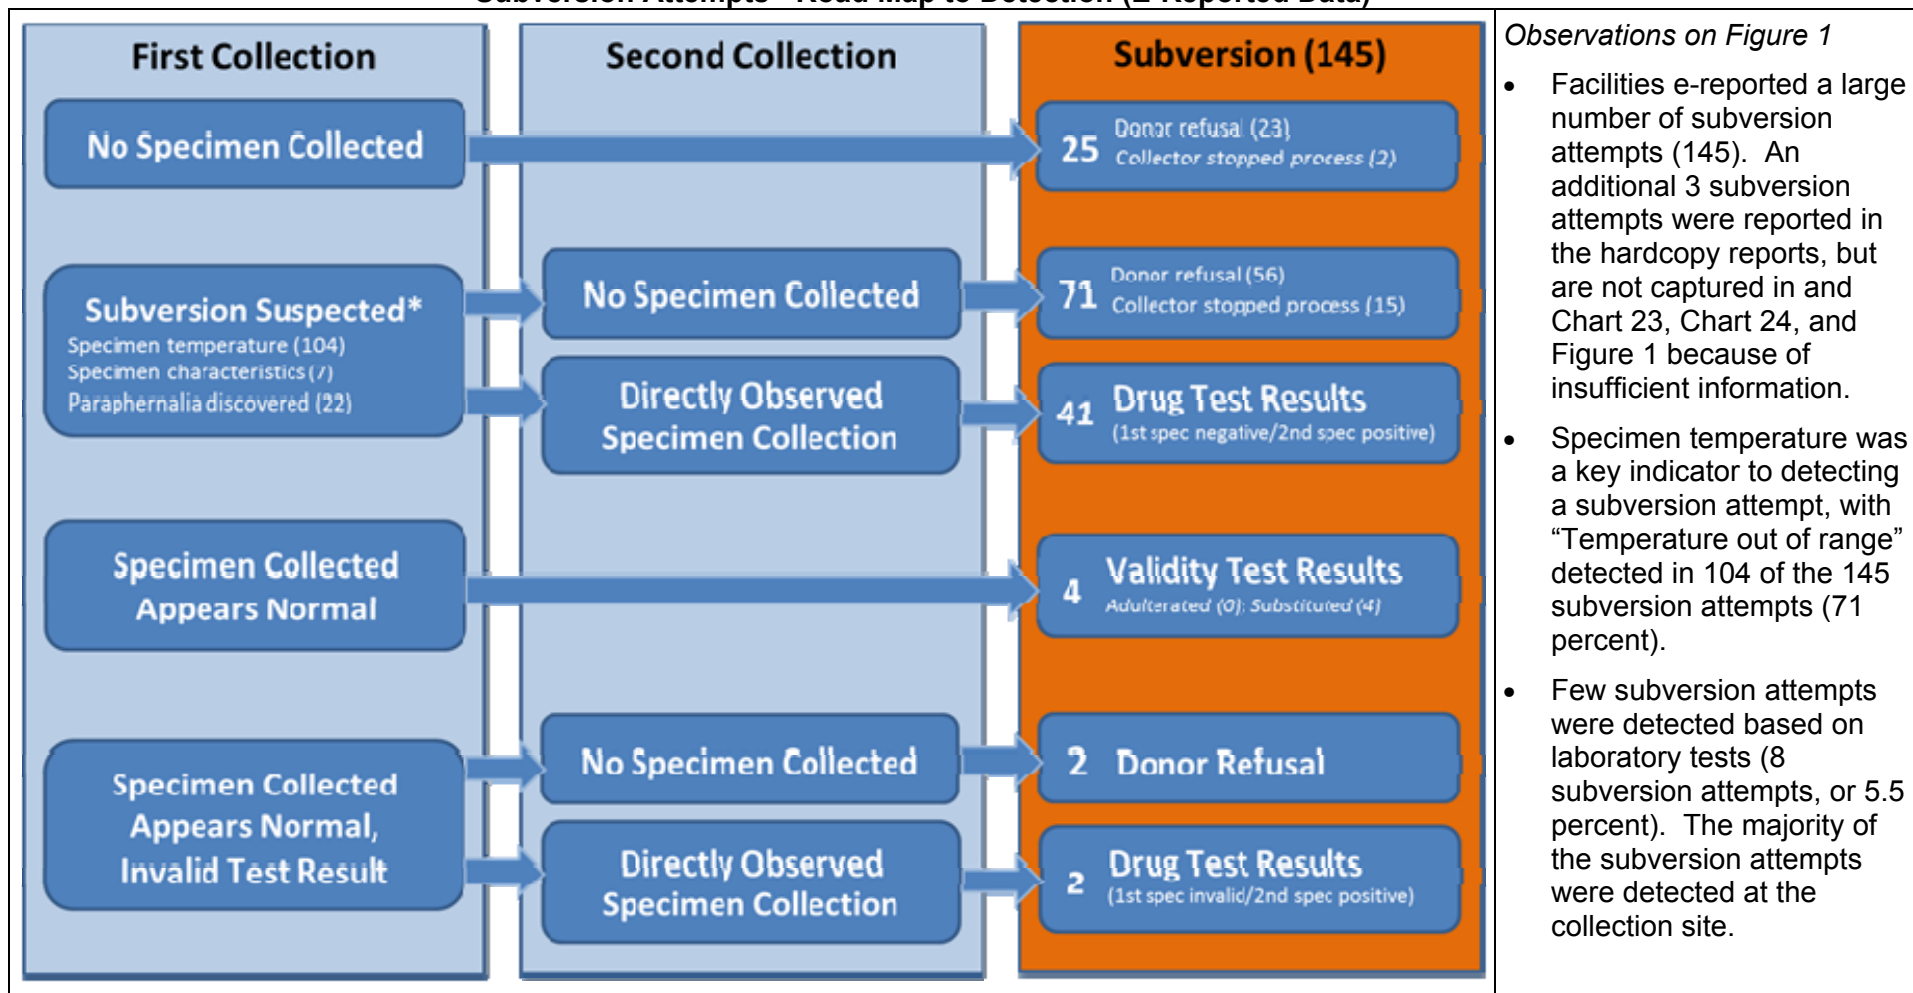 Subversion Attempts - Road Map to Detection (E-Reported Data)
First Collection
Second Collection
Subversion (145)
No Specimen Collected
25
Donor refusal (23)
Collector stopped process (2)
Subversion Suspected*
Specimen temperature (104)
Specimen characteristics (7)
Paraphernalia discovered (22)
No Specimen Collected
71
Donor refusal (56)
Collector stopped process (15)
Directly Observed
Specimen Collection
41
Drug Test Results
(1st spec negative/2nd spec positive)
Specimen Collected
Appears Normal
4
Validity Test Results
Adulterated (0); Substituted (4)
Specimen Collected
Appears Normal,
Invalid Test Result
No Specimen Collected
2
Donor Refusal
Directly Observed
Specimen Collection
2
Drug Test Results
(1st spec invalid/2nd spec positive)
Observations on Figure 1
• Facilities e-reported a large
number of subversion
attempts (145). An
additional 3 subversion
attempts were reported in
the hardcopy reports, but
are not captured in and
Chart 23, Chart 24, and
Figure 1 because of
insufficient information.
• Specimen temperature was
a key indicator to detecting
a subversion attempt, with
“Temperature out of range”
detected in 104 of the 145
subversion attempts (71
percent).
• Few subversion attempts
were detected based on
laboratory tests (8
subversion attempts, or 5.5
percent). The majority of
the subversion attempts
were detected at the
collection site.